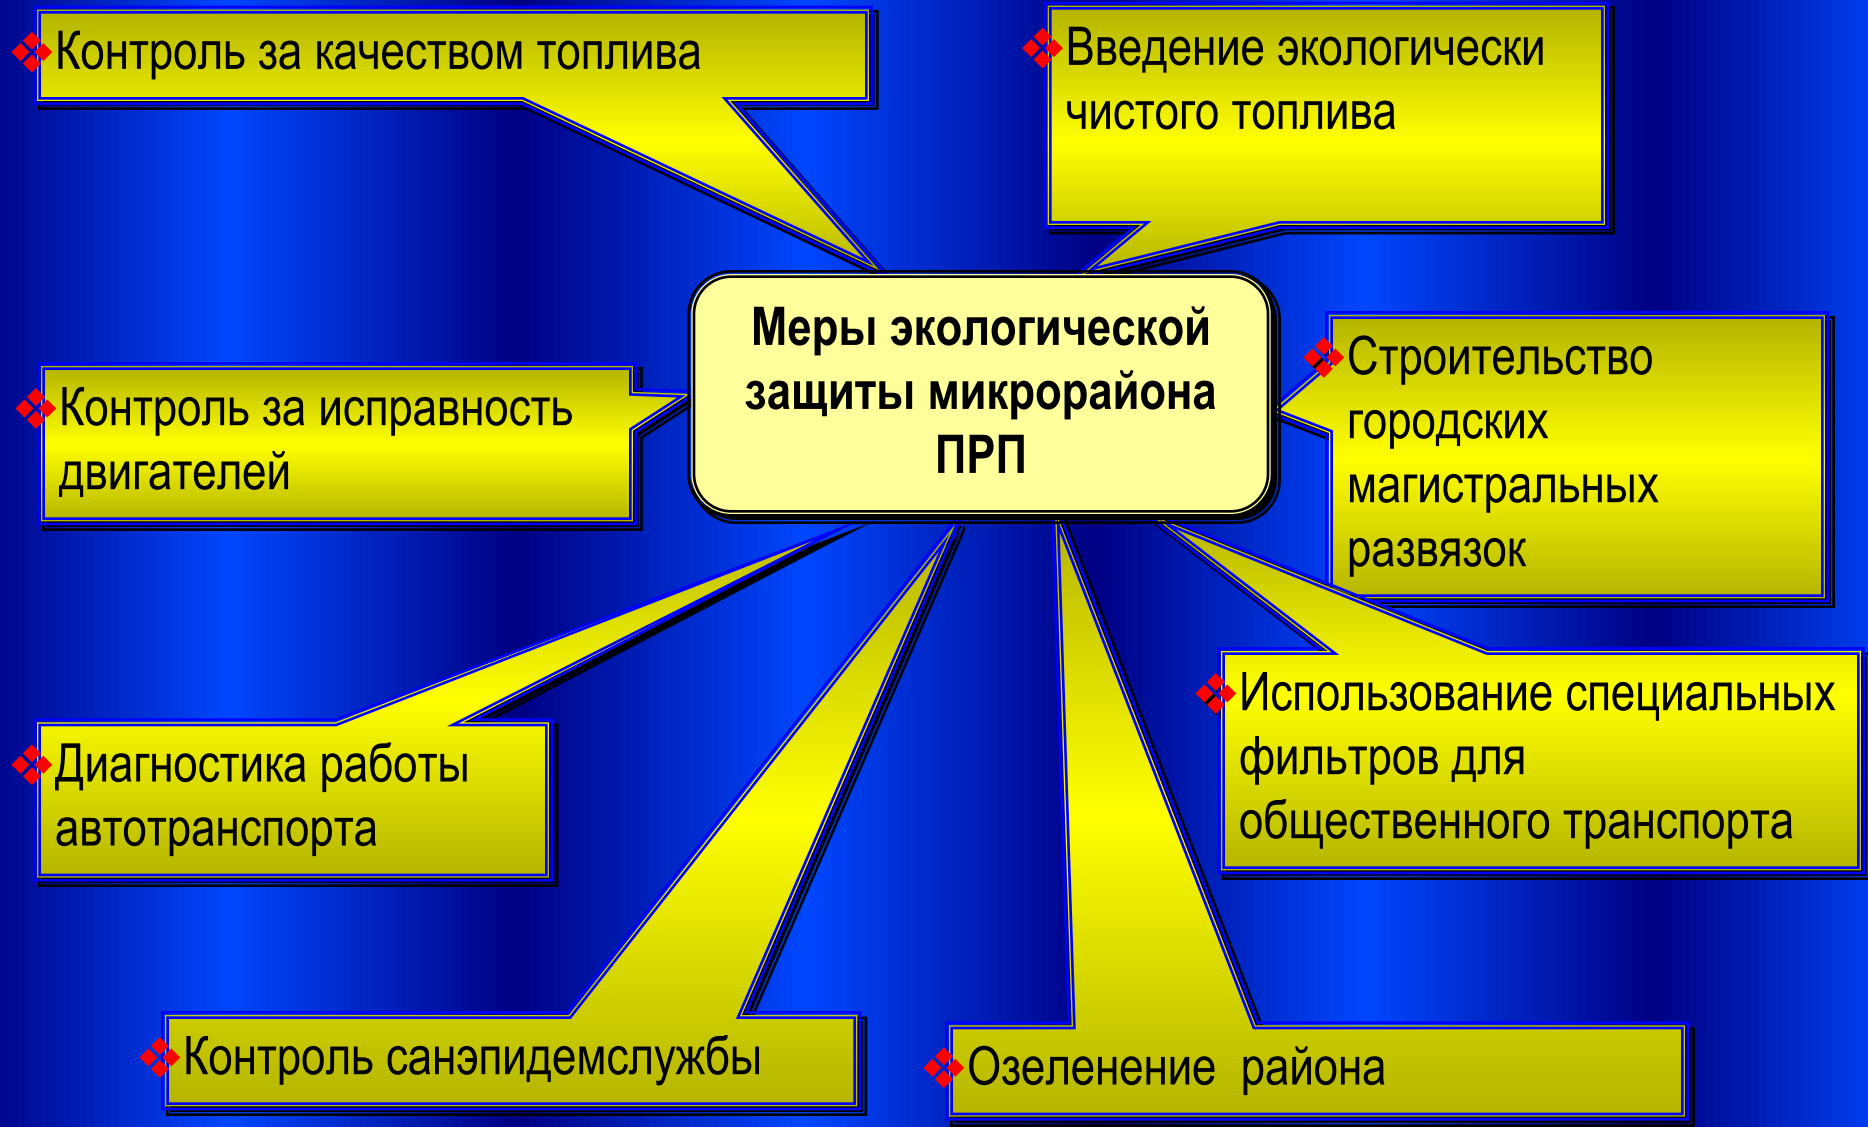 Контроль за качеством топлива
Введение экологически
чистого топлива
Меры экологической
защиты микрорайона
ПРП
Контроль за исправность
двигателей
Строительство
городских
магистральных
развязок
Диагностика работы
автотранспорта
Использование специальных
фильтров для
общественного транспорта
Контроль санэпидемслужбы
Озеленение района